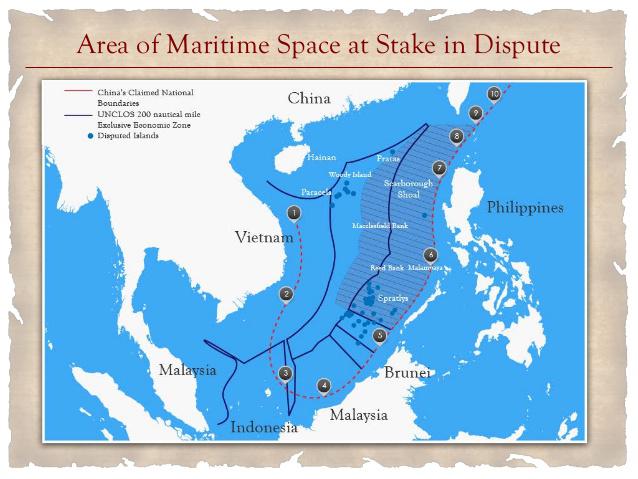 Area of Maritime Space at Stake in Dispute
China's Claimed National
Boundaries
UNCLOS 200 nautical mile
Exclusive Economic Zone
Disputed Islands
China
10
9
8
Hainan
Pratas
7
Woody Island
Paracels
Scarborough
Shoal
Philippines
1
Macclesfield Bank
Vietnam
6
Reed Bank
Malampaya
2
Spratlys
5
Malaysia
3
Brunei
4
Malaysia
Indonesia